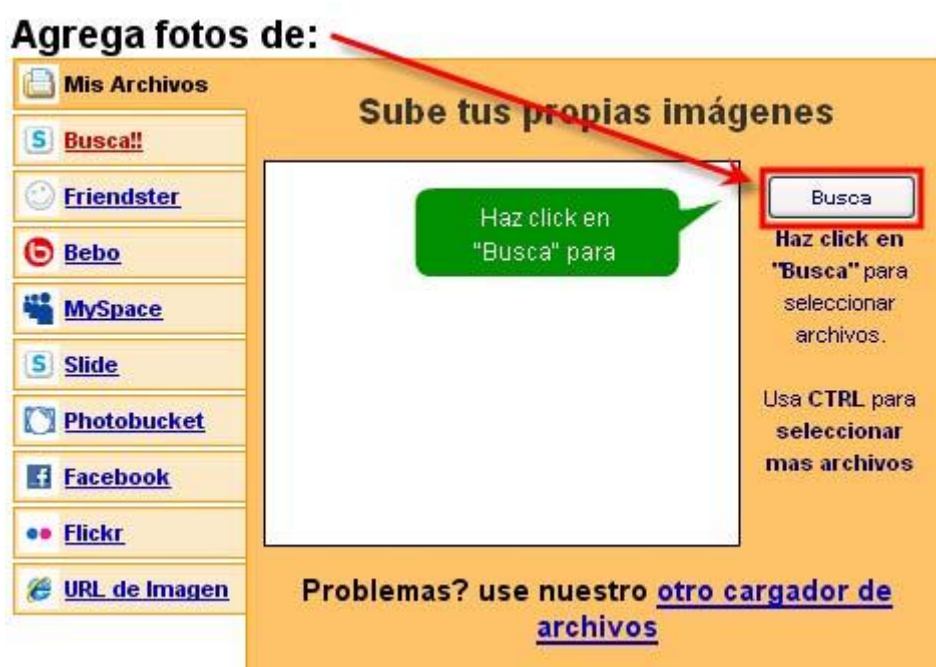 Agrega fotos de:
Mis Archivos
Busca!!
Friendster
Bebo
MySpace
Slide
Photobucket
Facebook
Flickr
URL de Imagen
Sube tus propias imágenes
Haz click en
"Busca" para
Busca
Haz click en
"Busca" para
seleccionar
archivos.
Usa CTRL para
seleccionar
mas archivos
Problemas? use nuestro otro cargador de
archivos